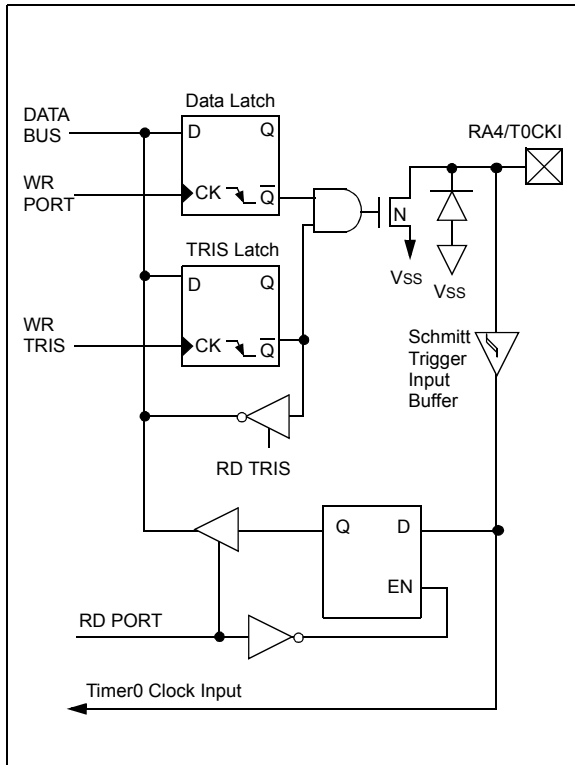 Data Latch
DATA
BUS
D
Q
RA4/T0CKI
WR
PORT
CK
Q
N
VSS
VSS
TRIS Latch
D
Q
WR
TRIS
CK
Q
Schmitt
Trigger
Input
Buffer
RD TRIS
Q
D
EN
RD PORT
Timer0 Clock Input